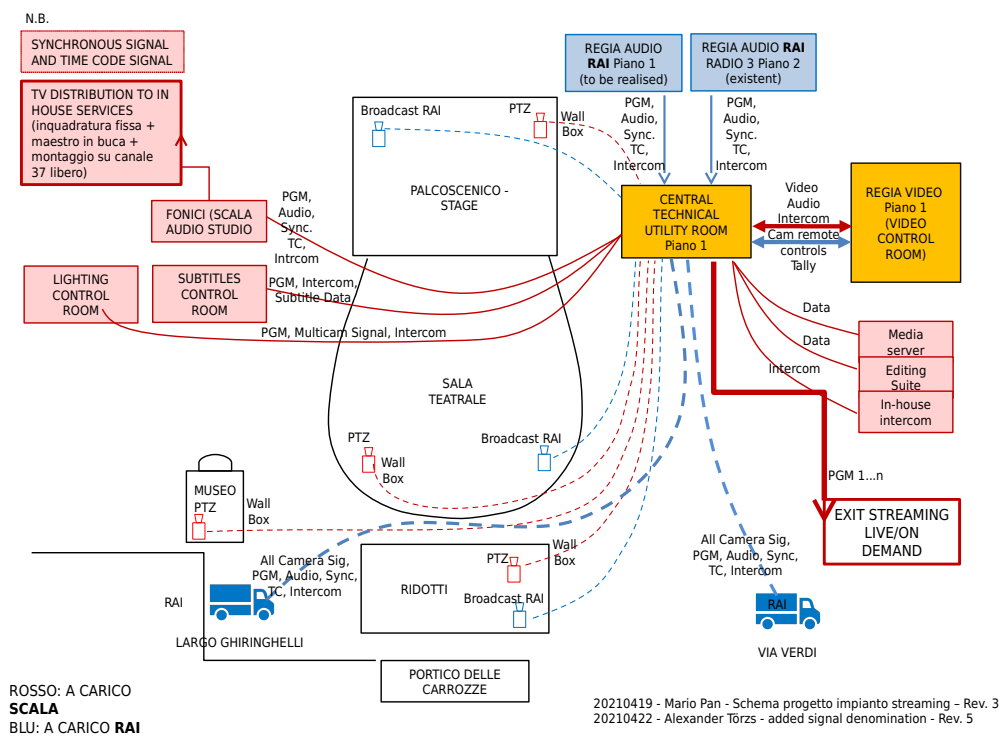 N.B.
SYNCHRONOUS SIGNAL
AND TIME CODE SIGNAL
TV DISTRIBUTION TO IN
HOUSE SERVICES
(inquadratura fissa +
maestro in buca +
montaggio su canale
37 libero)
FONICI (SCALA
AUDIO STUDIO
LIGHTING
CONTROL
ROOM
SUBTITLES
CONTROL
ROOM
PGM,
Audio,
Sync.
TC,
Intrcom
PGM, Intercom,
Subtitle Data,
PGM, Multicam Signal, Intercom
Broadcast RAI
PTZ
Wall
Box
PALCOSCENICO -
STAGE
REGIA AUDIO
RAI Piano 1
(to be realised)
REGIA AUDIO RAI
RADIO 3 Piano 2
(existent)
PGM,
Audio,
Sync.
TC,
Intercom
PGM,
Audio,
Sync.
TC,
Intercom
CENTRAL
TECHNICAL
UTILITY ROOM
Piano 1
Video
Audio
Intercom
Cam remote
controls
Tally
REGIA VIDEO
Piano 1
(VIDEO
CONTROL
ROOM)
Data
Data
Intercom
Media
server
Editing
Suite
In-house
intercom
SALA
TEATRALE
PTZ
Wall
Box
Broadcast RAI
MUSEO
PTZ
Wall
Box
PGM 1...n
EXIT STREAMING
LIVE/ON
DEMAND
All Camera Sig,
PGM, Audio, Sync,
TC, Intercom
RAI
LARGO GHIRINGHELLI
RIDOTTI
PTZ
Wall
Box
Broadcast RAI
All Camera Sig,
PGM, Audio, Sync,
TC, Intercom
RAI
VIA VERDI
PORTICO DELLE
CARROZZE
ROSSO: A CARICO
SCALA
BLU: A CARICO RAI
20210419 - Mario Pan - Schema progetto impianto streaming – Rev. 3
20210422 - Alexander Törzs - added signal denomination - Rev. 5